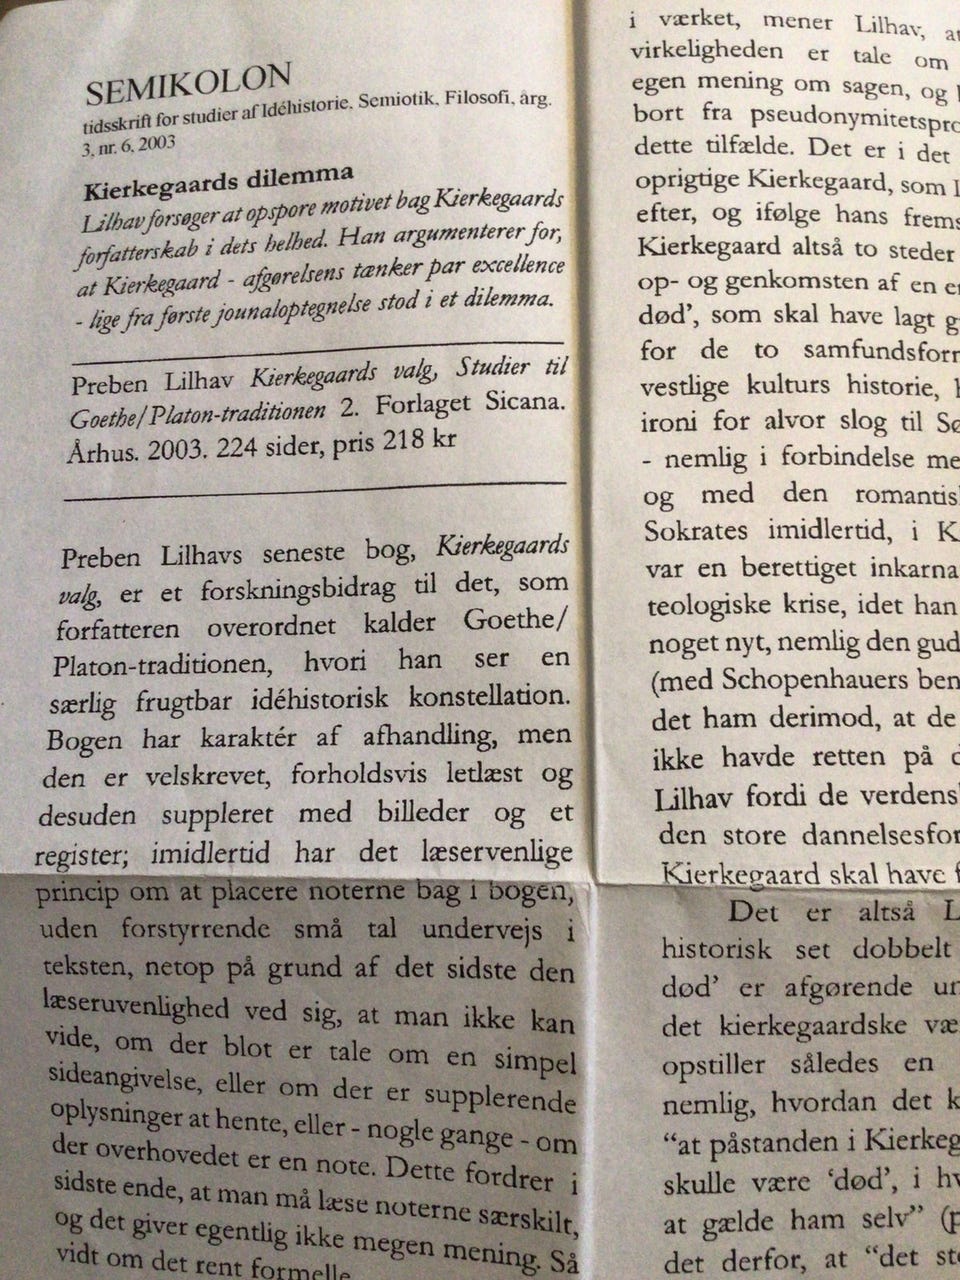 SEMIKOLON
tidsskrift for studier af Idéhistorie, Semiotik, Filosofi, årg.
3, nr. 6, 2003
Kierkegaards dilemma
Lilhav forsøger at opspore motivet bag Kierkegaards
forfatterskab i dets helhed. Han argumenterer for,
at Kierkegaard - afgørelsens tænker par excellence
- lige fra første jounaloptegnelse stod i et dilemma.
Preben Lilhav Kierkegaards valg, Studier til
Goethe/Platon-traditionen 2. Forlaget Sicana.
Århus. 2003. 224 sider, pris 218 kr
Preben Lilhavs seneste bog, Kierkegaards
valg, er et forskningsbidrag til det, som
forfatteren overordnet kalder Goethe/
Platon-traditionen, hvori han ser en
særlig frugtbar idéhistorisk konstellation.
Bogen har karaktér af afhandling, men
den er velskrevet, forholdsvis letlæst og
desuden suppleret med billeder og et
register; imidlertid har det læservenlige
princip om at placere noterne bag i bogen,
uden forstyrrende små tal undervejs i
teksten, netop på grund af det sidste den
læseruvenlighed ved sig, at man ikke kan
vide, om der blot er tale om en simpel
sideangivelse, eller om der er supplerende
oplysninger at hente, eller - nogle gange - om
der overhovedet er en note. Dette fordrer i
sidste ende, at man må læse noterne særskilt,
og det giver egentlig ikke megen mening. Så
vidt om det rent formelle
i værket, mener Lilhav, at
virkeligheden er tale om
egen mening om sagen, og
bort fra pseudonymitetspro
dette tilfælde. Det er i det
oprigtige Kierkegaard, som
efter, og ifølge hans frems
Kierkegaard altså to steder
op- og genkomsten af en
død', som skal have lagt
for de to samfundsform
vestlige kulturs historie,
ironi for alvor slog til Sø
- nemlig i forbindelse me
og med den romantis
Sokrates imidlertid, i K
var en berettiget inkarna
teologiske krise, idet han
noget nyt, nemlig den gud
(med Schopenhauers ben
det ham derimod, at de
ikke havde retten på
Lilhav fordi de verdens
den store dannelsesfor
Kierkegaard skal have f
Det er altså L
historisk set dobbelt
død' er afgørende un
det kierkegaardske væ
opstiller således en
nemlig, hvordan det k
"at påstanden i Kierkeg
skulle være 'død', i hv
at gælde ham selv" (p
det derfor, at "det st